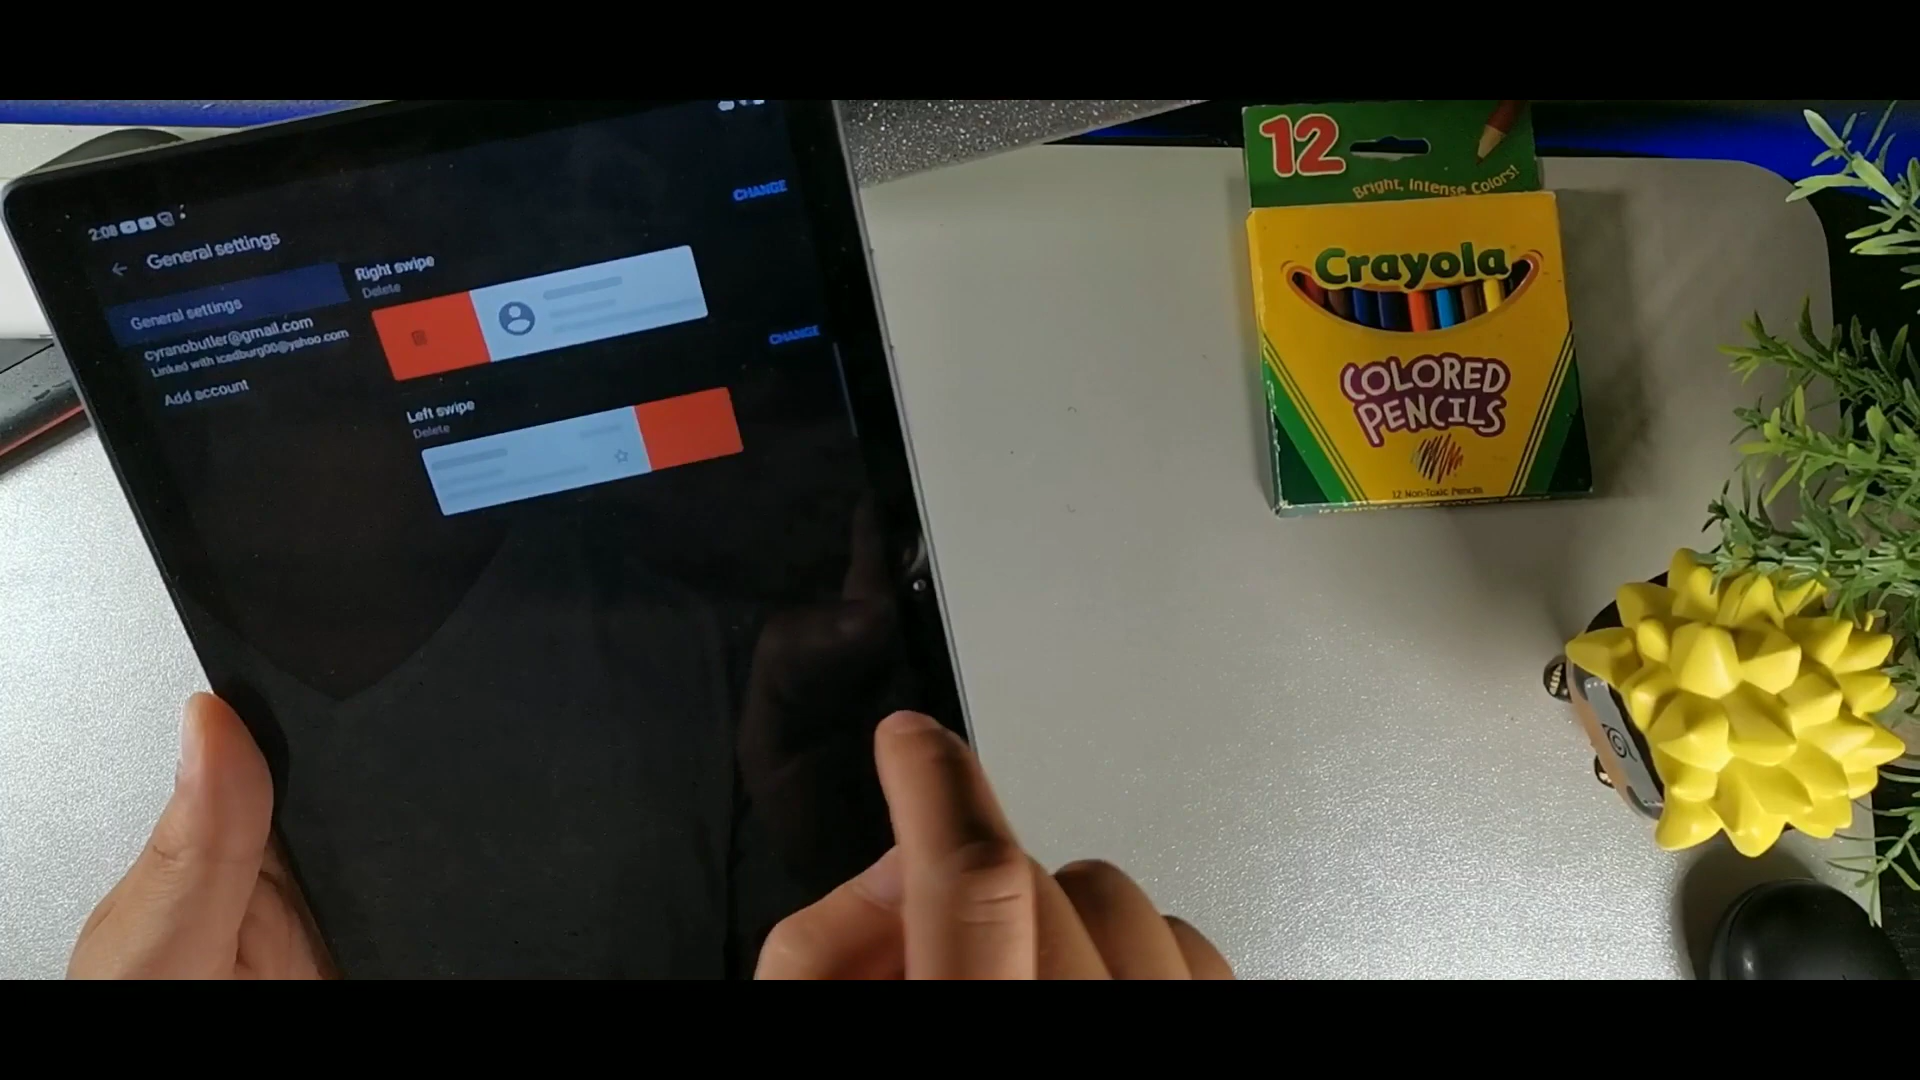 2:08
General settings
CHANGE
Right swipe
Delete
General settings
cyranobutler@gmail.com
Linked with icedburg00@yahoo.com
Add account
CHANGE
Left swipe
Delete
12
Bright, Intense Colors!
Crayola
COLORED
PENCILS
12 Non-Toxic Pencils